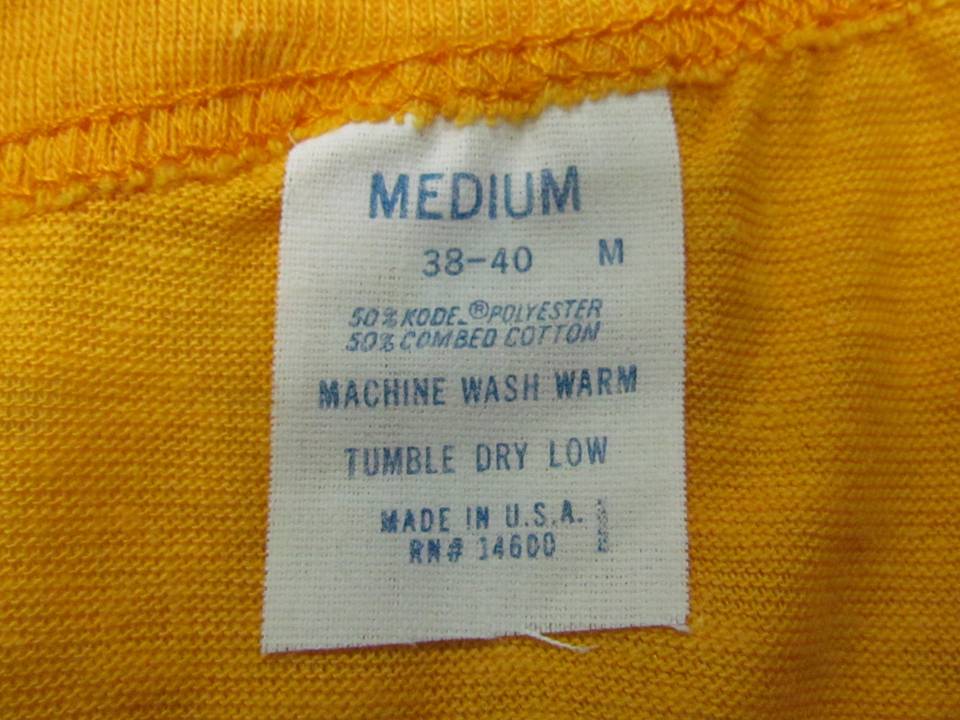 MEDIUM
38-40 M
50% KODEL® POLYESTER
50% COMBED COTTON
MACHINE WASH WARM
TUMBLE DRY LOW
MADE IN U.S.A.
RN# 14600